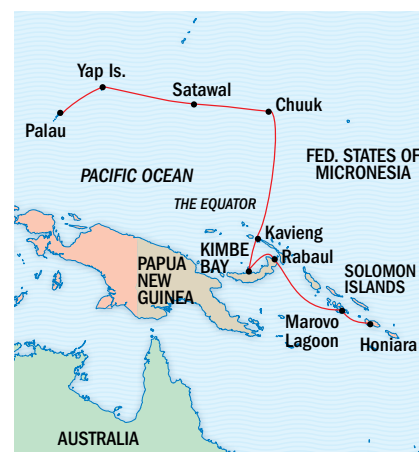 Yap Is.
Satawal
Chuuk
Palau
FED. STATES OF
MICRONESIA
PACIFIC OCEAN
THE EQUATOR
Kavieng
KIMBE
BAY
Rabaul
PAPUA
NEW
GUINEA
SOLOMON
ISLANDS
Marovo
Lagoon
Honiara
AUSTRALIA